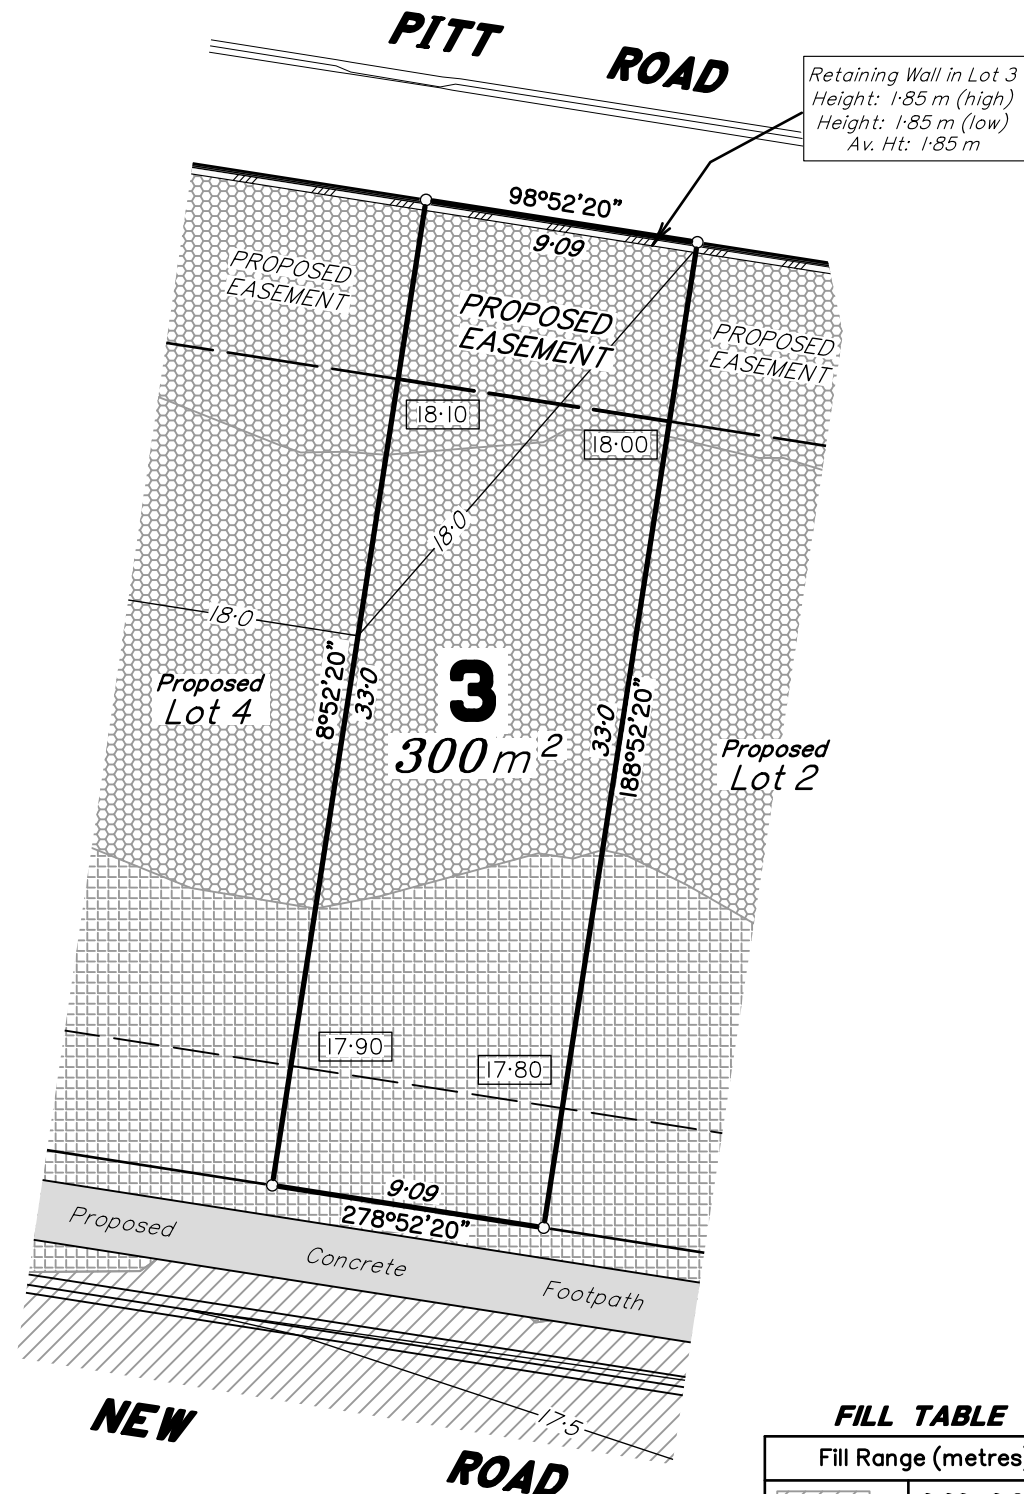 PITT ROAD
Retaining Wall in Lot 3
Height: 1·85 m (high)
Height: 1·85 m (low)
Av. Ht: 1·85 m
98°52'20"
9·09
PROPOSED
EASEMENT
PROPOSED
EASEMENT
PROPOSED
EASEMENT
18·10
18·00
18·0
18·0
8°52'20"
33·0
3
300 m²
33·0
188°52'20"
Proposed
Lot 4
Proposed
Lot 2
17·90
17·80
9·09
278°52'20"
Proposed Concrete Footpath
17·5
NEW ROAD
FILL TABLE
Fill Range (metres)